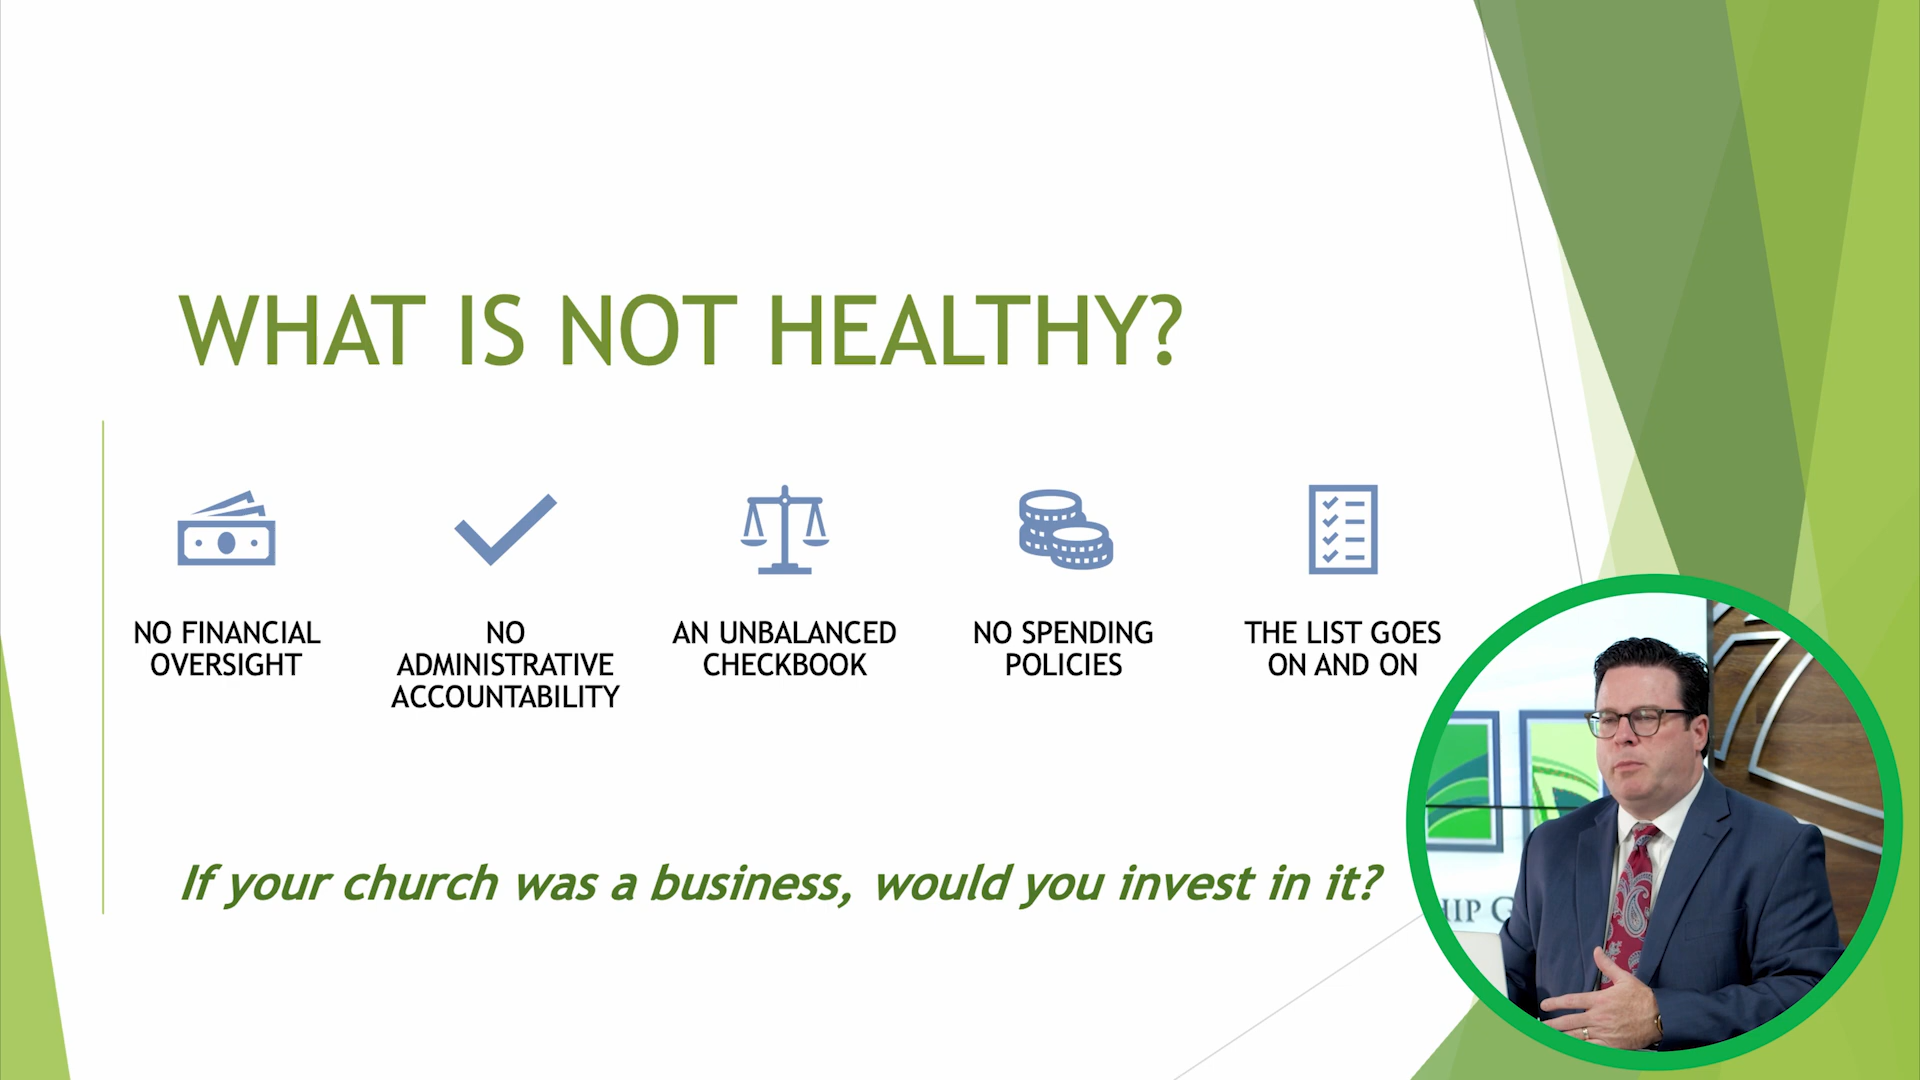 WHAT IS NOT HEALTHY?
NO FINANCIAL
OVERSIGHT
NO
ADMINISTRATIVE
ACCOUNTABILITY
AN UNBALANCED
CHECKBOOK
NO SPENDING
POLICIES
THE LIST GOES
ON AND ON
If your church was a business, would you invest in it?